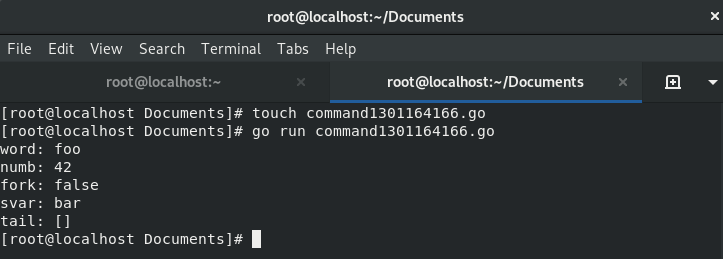 root@localhost:~/Documents
File Edit View Search Terminal Tabs Help
root@localhost:~ × root@localhost:~/Documents ×
[root@localhost Documents]# touch command1301164166.go
[root@localhost Documents]# go run command1301164166.go
word: foo
numb: 42
fork: false
svar: bar
tail: []
[root@localhost Documents]#